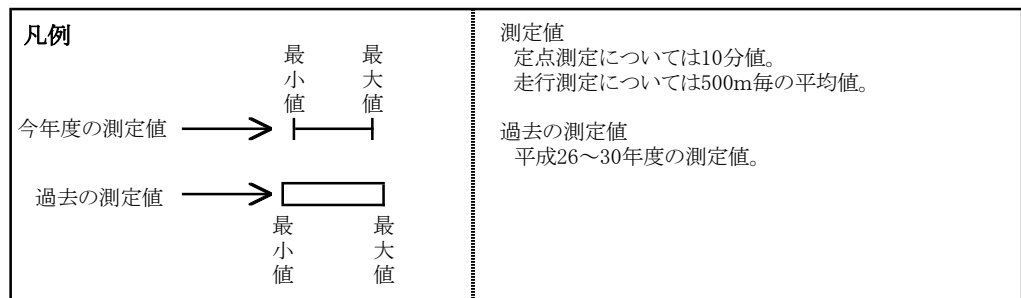 凡例
最小値
最大値
今年度の測定値
過去の測定値
最小値
最大値
測定値
定点測定については10分値。
走行測定については500m毎の平均値。
過去の測定値
平成26～30年度の測定値。